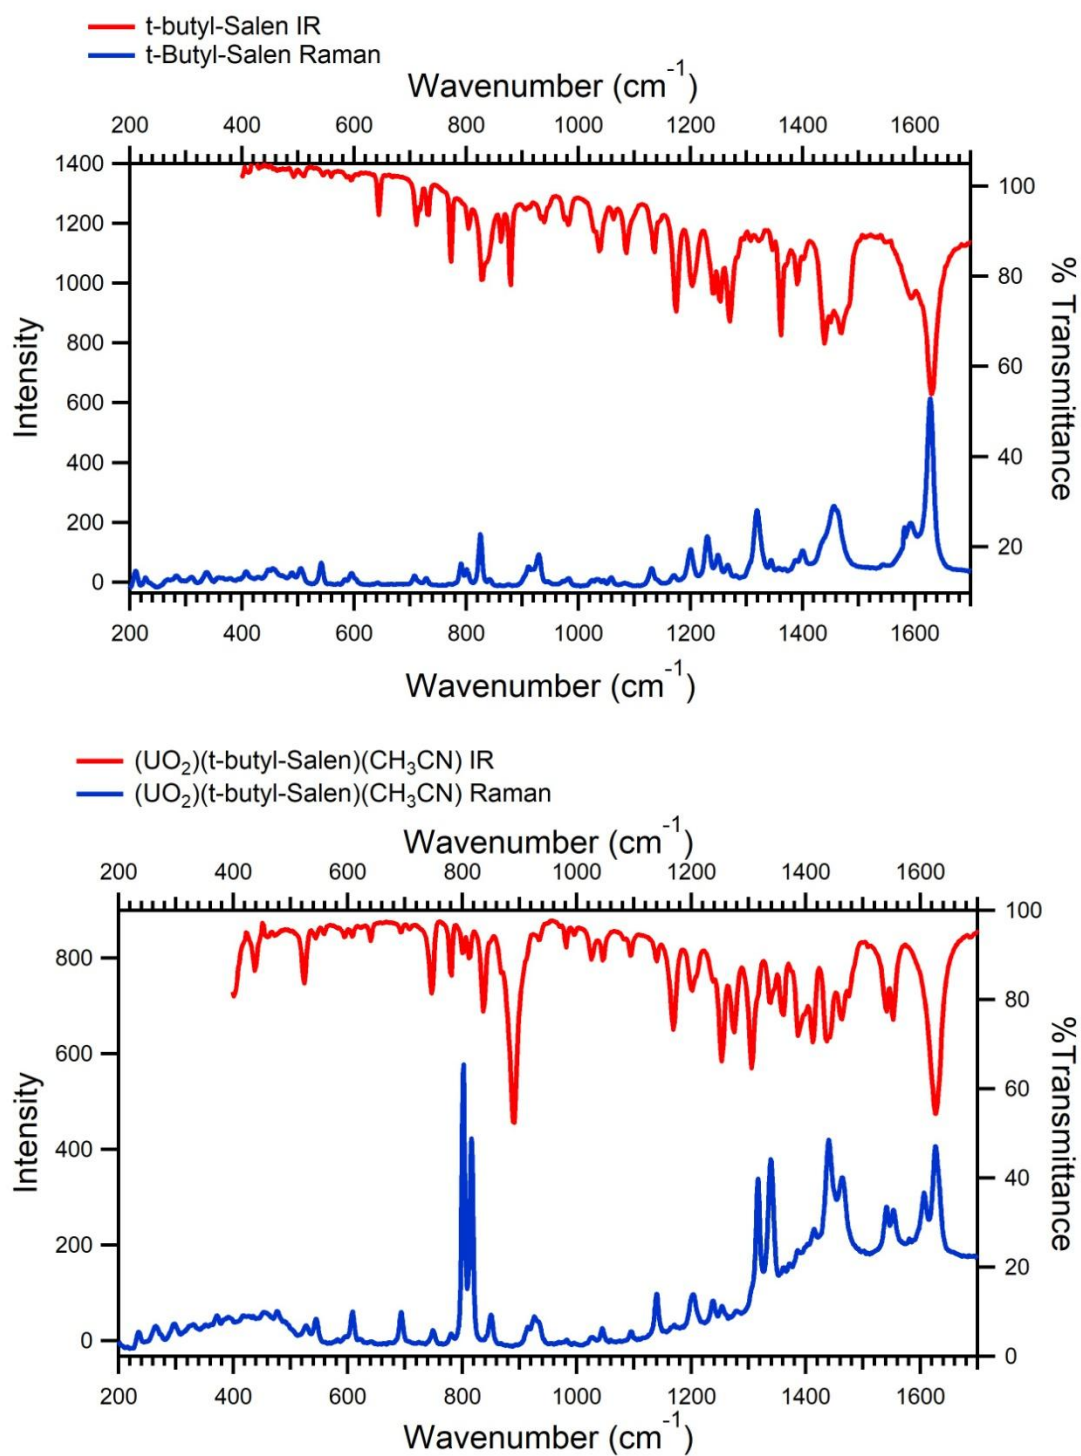 t-butyl-Salen IR
t-Butyl-Salen Raman
Wavenumber (cm⁻¹)
200 400 600 800 1000 1200 1400 1600
1400
1200
1000
800
600
400
200
0
Intensity
100
80
60
40
20
% Transmittance
200 400 600 800 1000 1200 1400 1600
Wavenumber (cm⁻¹)
(UO₂)(t-butyl-Salen)(CH₃CN) IR
(UO₂)(t-butyl-Salen)(CH₃CN) Raman
Wavenumber (cm⁻¹)
200 400 600 800 1000 1200 1400 1600
800
600
400
200
0
Intensity
100
80
60
40
20
0
%Transmittance
200 400 600 800 1000 1200 1400 1600
Wavenumber (cm⁻¹)